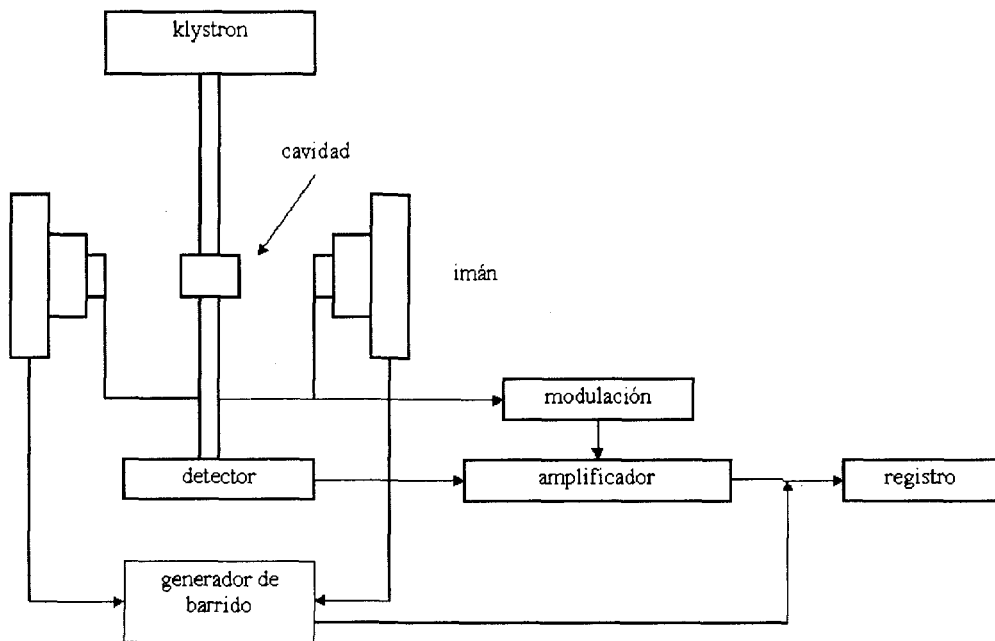 klystron
cavidad
imán
modulación
detector
amplificador
registro
generador de
barrido